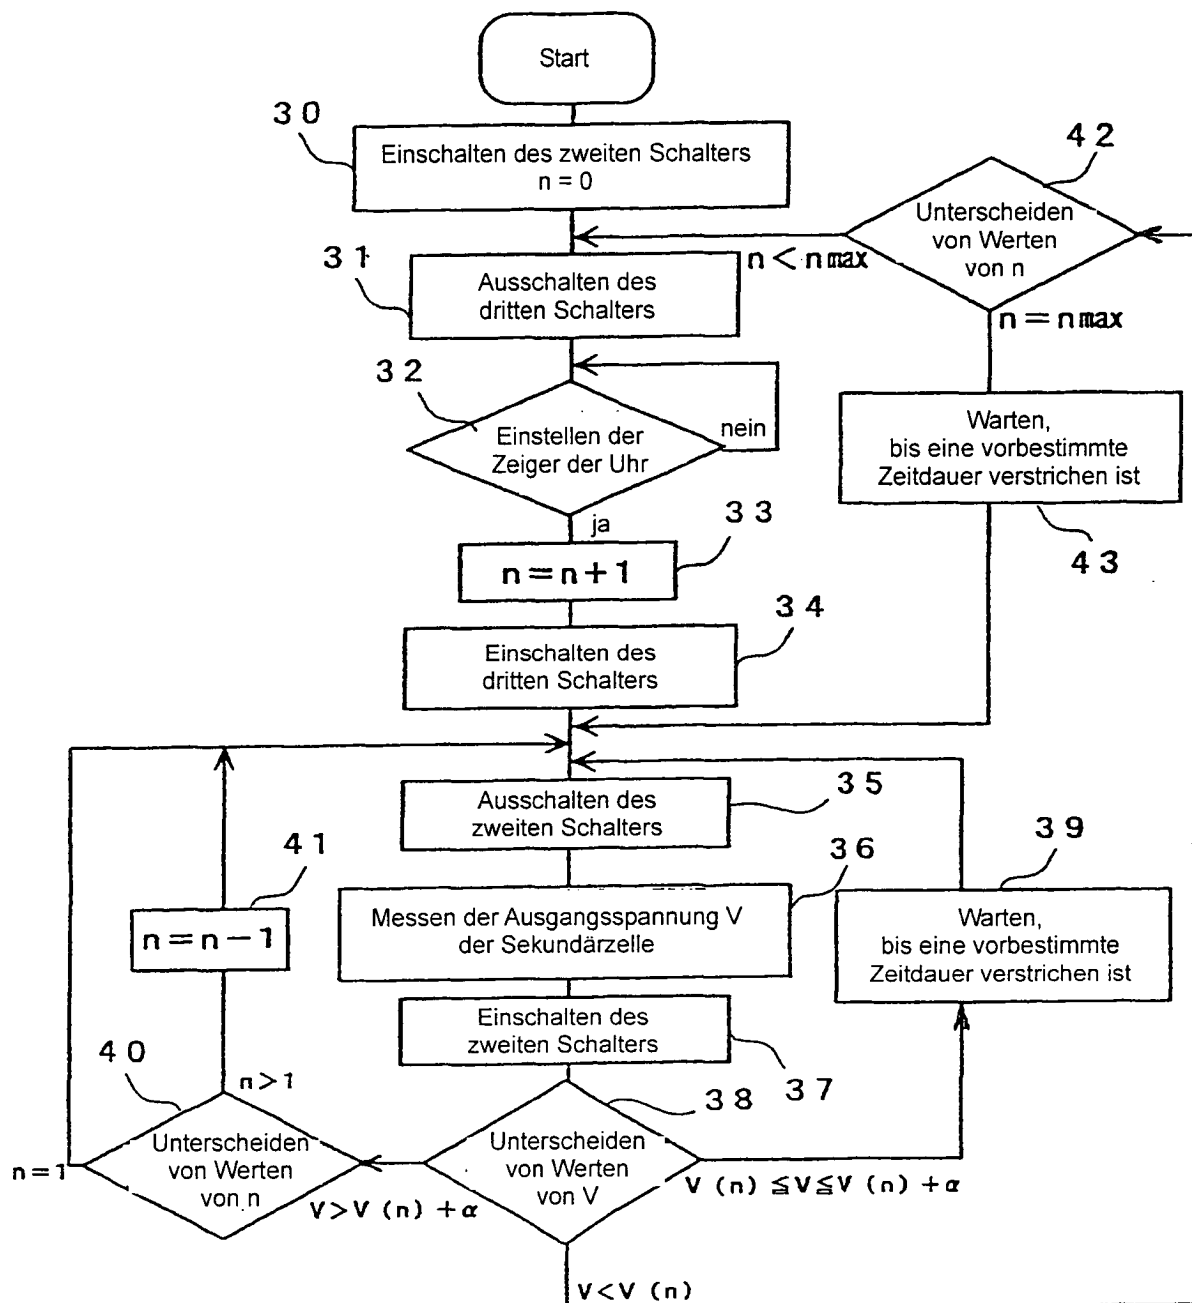 Start
30
Einschalten des zweiten Schalters
n = 0
42
Unterscheiden
von Werten
von n
n < nmax
n = nmax
31
Ausschalten des
dritten Schalters
32
Einstellen der
Zeiger der Uhr
nein
ja
Warten,
bis eine vorbestimmte
Zeitdauer verstrichen ist
43
33
n = n + 1
34
Einschalten des
dritten Schalters
35
Ausschalten des
zweiten Schalters
36
Messen der Ausgangsspannung V
der Sekundärzelle
39
Warten,
bis eine vorbestimmte
Zeitdauer verstrichen ist
41
n = n - 1
Einschalten des
zweiten Schalters
37
40
n > 1
Unterscheiden
von Werten
von n
n = 1
38
Unterscheiden
von Werten
von V
V > V (n) + α
V (n) ≦ V ≦ V (n) + α
V < V (n)